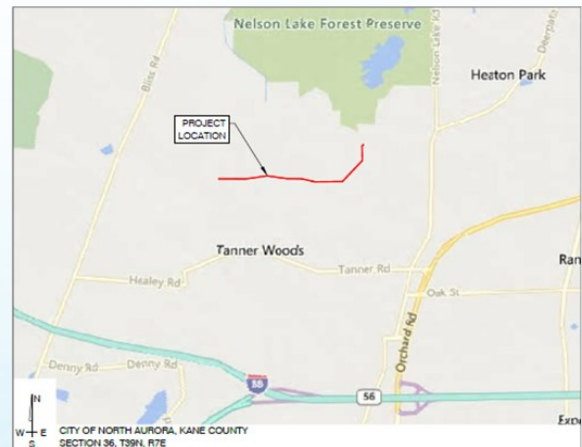 Nelson Lake Forest Preserve
Nelson Lake Rd
Bliss Rd
Heaton Park
PROJECT
LOCATION
Tanner Woods
Healey Rd
Tanner Rd
Oak St
Ran
Orchard Rd
Denny Rd
Denny Rd
56
N
W E
S
CITY OF NORTH AURORA, KANE COUNTY
SECTION 36, T39N, R7E